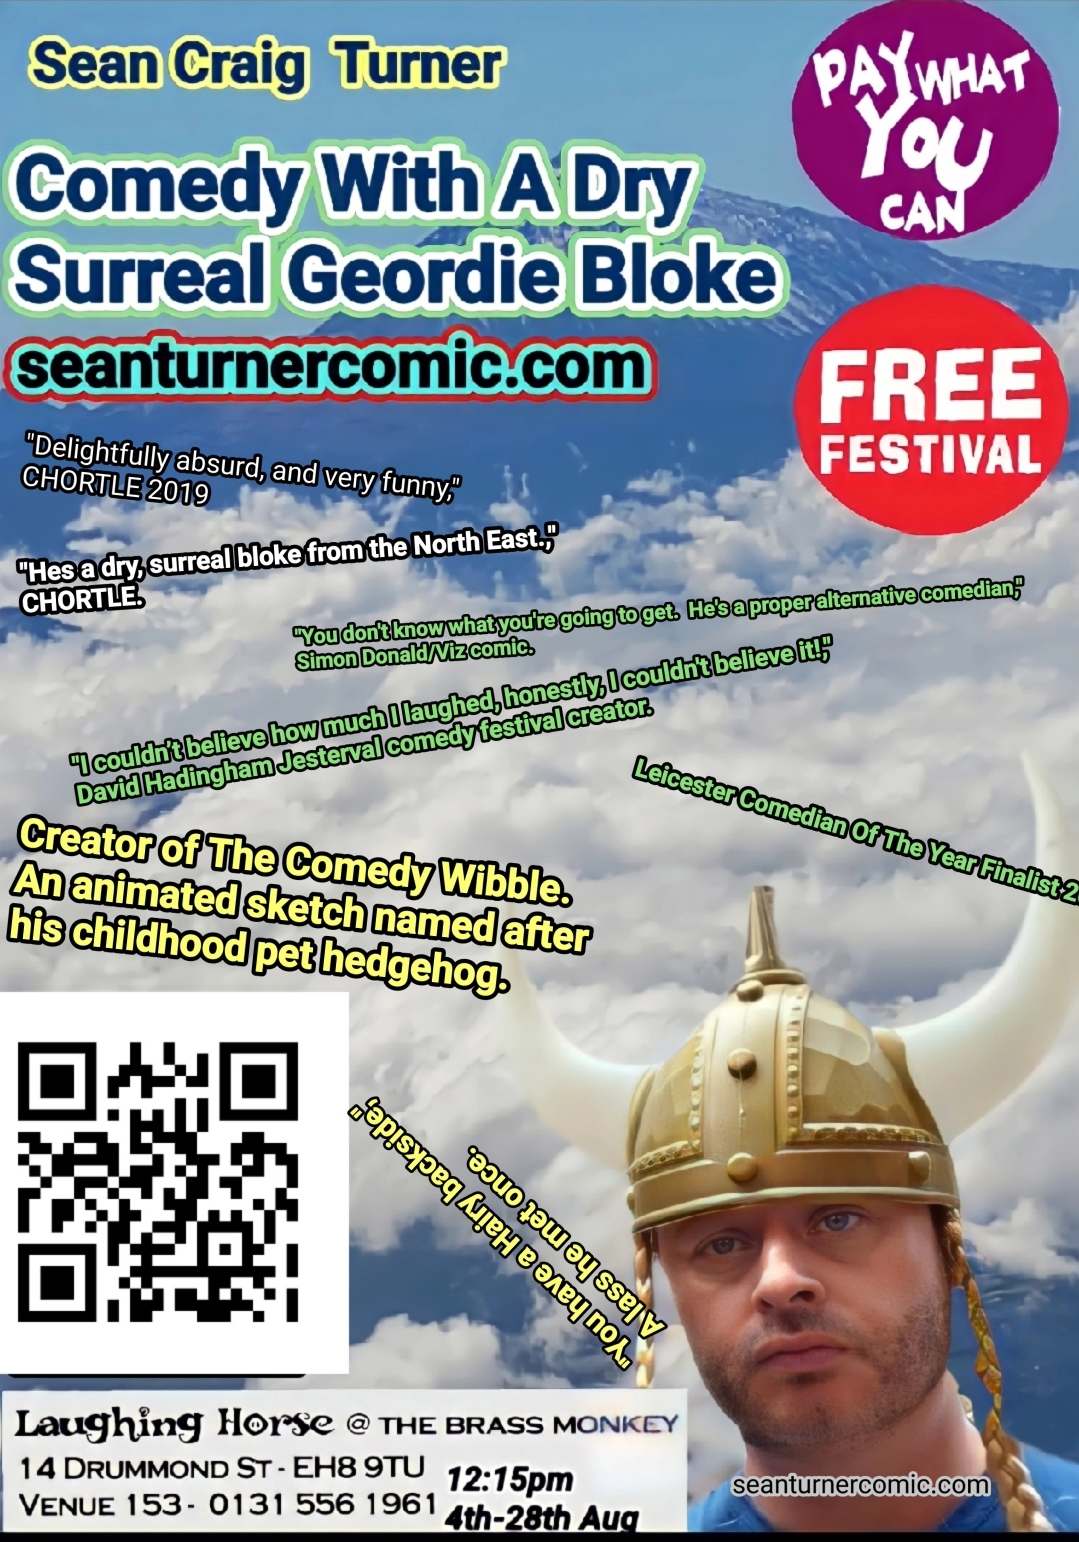 Sean Craig Turner
PAY WHAT
YOU
CAN
Comedy With A Dry
Surreal Geordie Bloke
seanturnercomic.com
FREE
FESTIVAL
"Delightfully absurd, and very funny,"
CHORTLE 2019
"Hes a dry, surreal bloke from the North East.,"
CHORTLE.
"You don't know what you're going to get. He's a proper alternative comedian,"
Simon Donald/Viz comic.
"I couldn't believe how much I laughed, honestly, I couldn't believe it!,"
David Hadingham Jesterval comedy festival creator.
Leicester Comedian Of The Year Finalist 2
Creator of The Comedy Wibble.
An animated sketch named after
his childhood pet hedgehog.
"You have a Hairy backside,"
A lass he met once.
Laughing Horse @ THE BRASS MONKEY
14 DRUMMOND ST - EH8 9TU
VENUE 153 - 0131 556 1961
12:15pm
4th-28th Aug
seanturnercomic.com